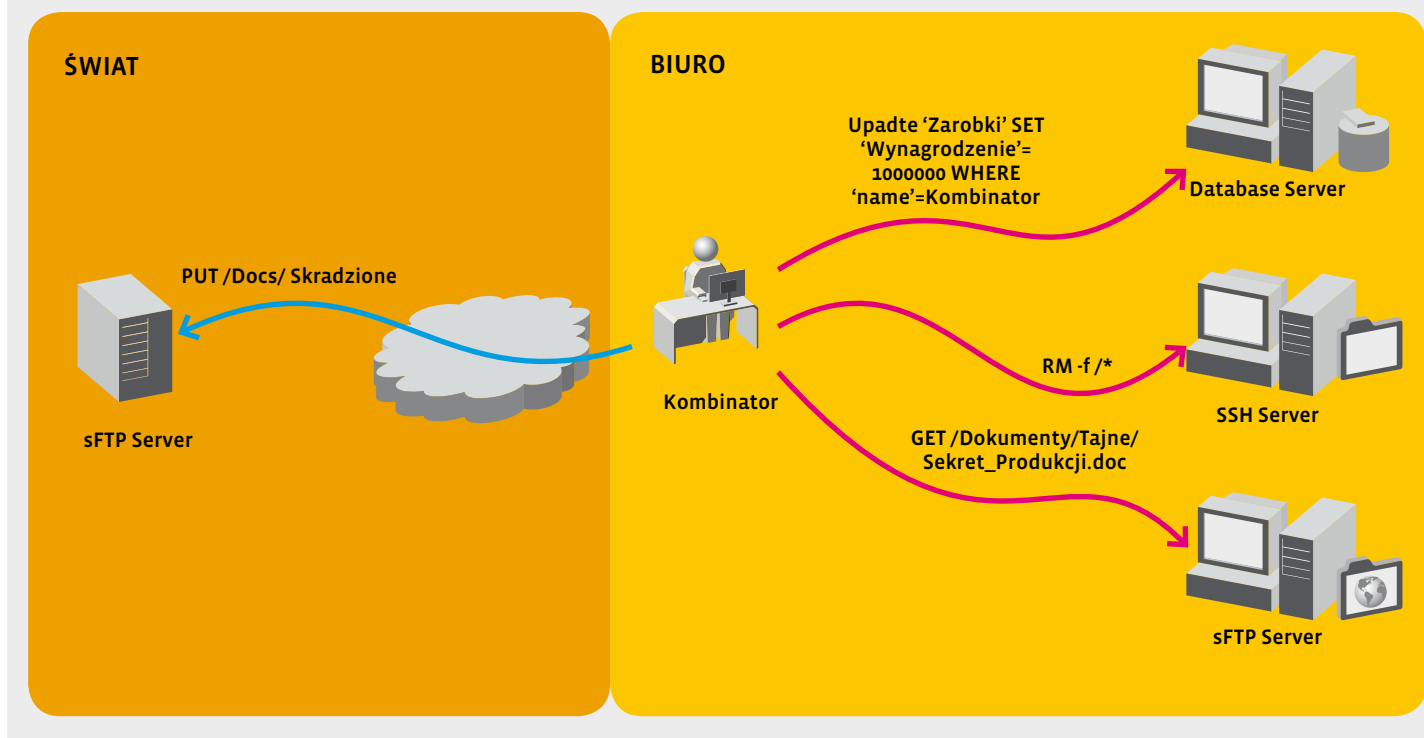 ŚWIAT
BIURO
Upadte ‘Zarobki’ SET
‘Wynagrodzenie’=
1000000 WHERE
‘name’=Kombinator
Database Server
PUT /Docs/ Skradzione
sFTP Server
Kombinator
RM -f /*
SSH Server
GET /Dokumenty/Tajne/
Sekret_Produkcji.doc
sFTP Server